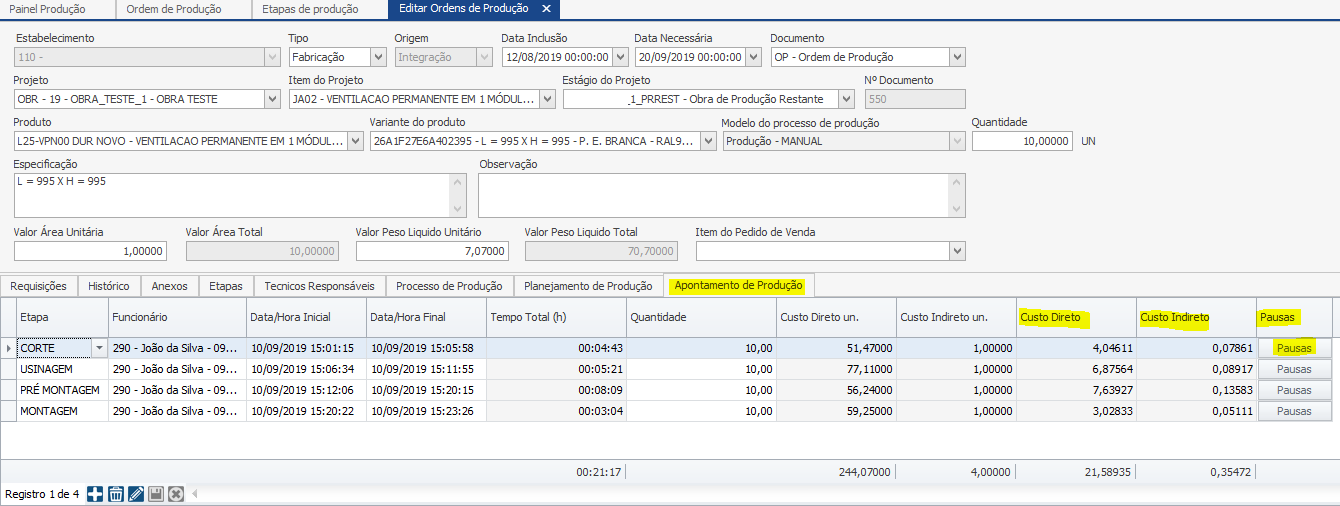 Painel Produção Ordem de Produção Etapas de produção Editar Ordens de Produção X
Estabelecimento Tipo Origem Data Inclusão Data Necessária Documento
110 - Fabricação Integração 12/08/2019 00:00:00 20/09/2019 00:00:00 OP - Ordem de Produção
Projeto Item do Projeto Estágio do Projeto Nº Documento
OBR - 19 - OBRA_TESTE_1 - OBRA TESTE JA02 - VENTILACAO PERMANENTE EM 1 MÓDUL... _1_PRREST - Obra de Produção Restante 550
Produto Variante do produto Modelo do processo de produção Quantidade
L25-VPN00 DUR NOVO - VENTILACAO PERMANENTE EM 1 MÓDUL... 26A1F27E6A402395 - L = 995 X H = 995 - P. E. BRANCA - RAL9... Produção - MANUAL 10,00000 UN
Especificação Observação
L = 995 X H = 995
Valor Área Unitária Valor Área Total Valor Peso Liquido Unitário Valor Peso Liquido Total Item do Pedido de Venda
1,00000 10,00000 7,07000 70,70000
Requisições Histórico Anexos Etapas Tecnicos Responsáveis Processo de Produção Planejamento de Produção Apontamento de Produção
Etapa Funcionário Data/Hora Inicial Data/Hora Final Tempo Total (h) Quantidade Custo Direto un. Custo Indireto un. Custo Direto Custo Indireto Pausas
CORTE 290 - João da Silva - 09... 10/09/2019 15:01:15 10/09/2019 15:05:58 00:04:43 10,00 51,47000 1,00000 4,04611 0,07861 Pausas
USINAGEM 290 - João da Silva - 09... 10/09/2019 15:06:34 10/09/2019 15:11:55 00:05:21 10,00 77,11000 1,00000 6,87564 0,08917 Pausas
PRÉ MONTAGEM 290 - João da Silva - 09... 10/09/2019 15:12:06 10/09/2019 15:20:15 00:08:09 10,00 56,24000 1,00000 7,63927 0,13583 Pausas
MONTAGEM 290 - João da Silva - 09... 10/09/2019 15:20:22 10/09/2019 15:23:26 00:03:04 10,00 59,25000 1,00000 3,02833 0,05111 Pausas
00:21:17 244,07000 4,00000 21,58935 0,35472
Registro 1 de 4